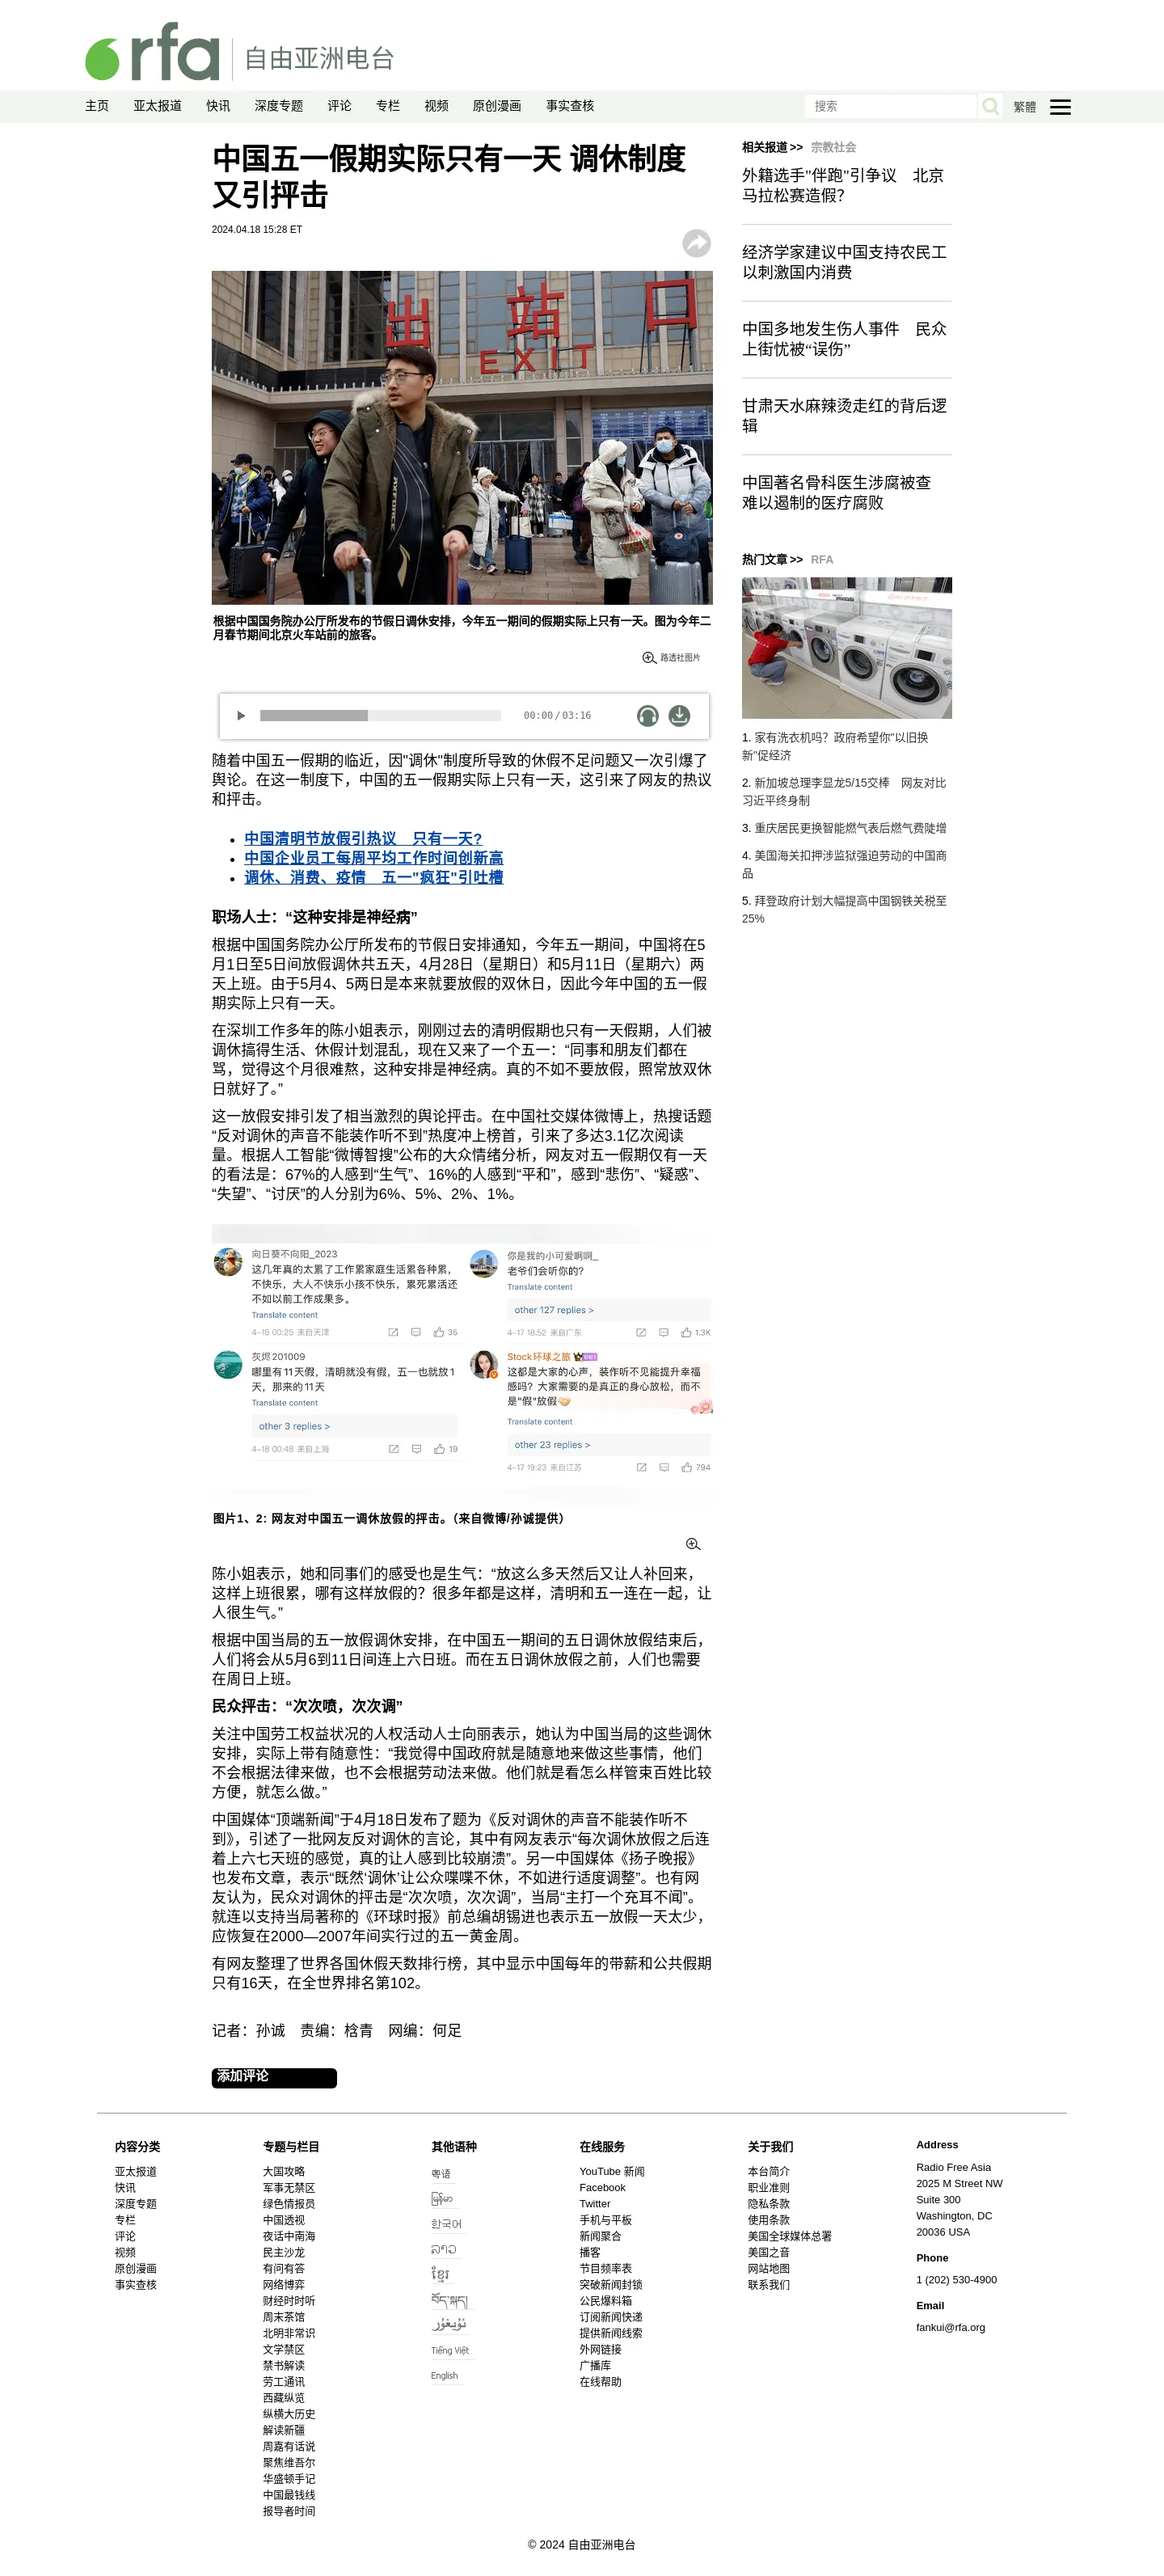 rfa 自由亚洲电台
主页 亚太报道 快讯 深度专题 评论 专栏 视频 原创漫画 事实查核 搜索 繁體
中国五一假期实际只有一天 调休制度
又引抨击
2024.04.18 15:28 ET
出站口
EXIT
根据中国国务院办公厅所发布的节假日调休安排，今年五一期间的假期实际上只有一天。图为今年二
月春节期间北京火车站前的旅客。
路透社图片
00:00 / 03:16
随着中国五一假期的临近，因"调休"制度所导致的休假不足问题又一次引爆了
舆论。在这一制度下，中国的五一假期实际上只有一天，这引来了网友的热议
和抨击。
• 中国清明节放假引热议　只有一天?
• 中国企业员工每周平均工作时间创新高
• 调休、消费、疫情　五一"疯狂"引吐槽
职场人士：“这种安排是神经病”
根据中国国务院办公厅所发布的节假日安排通知，今年五一期间，中国将在5
月1日至5日间放假调休共五天，4月28日（星期日）和5月11日（星期六）两
天上班。由于5月4、5两日是本来就要放假的双休日，因此今年中国的五一假
期实际上只有一天。
在深圳工作多年的陈小姐表示，刚刚过去的清明假期也只有一天假期，人们被
调休搞得生活、休假计划混乱，现在又来了一个五一：“同事和朋友们都在
骂，觉得这个月很难熬，这种安排是神经病。真的不如不要放假，照常放双休
日就好了。”
这一放假安排引发了相当激烈的舆论抨击。在中国社交媒体微博上，热搜话题
“反对调休的声音不能装作听不到”热度冲上榜首，引来了多达3.1亿次阅读
量。根据人工智能“微博智搜”公布的大众情绪分析，网友对五一假期仅有一天
的看法是：67%的人感到“生气”、16%的人感到“平和”，感到“悲伤”、“疑惑”、
“失望”、“讨厌”的人分别为6%、5%、2%、1%。
向日葵不向阳_2023
这几年真的太累了工作累家庭生活累各种累，
不快乐，大人不快乐小孩不快乐，累死累活还
不如以前工作成果多。
Translate content
4-18 00:25 来自天津 35
灰烬201009
哪里有11天假，清明就没有假，五一也就放1
天，那来的11天
Translate content
other 3 replies >
4-18 00:48 来自上海 19
你是我的小可爱啊啊_
老爷们会听你的?
Translate content
other 127 replies >
4-17 18:52 来自广东 1.3K
Stock环球之旅
这都是大家的心声，装作听不见能提升幸福
感吗？大家需要的是真正的身心放松，而不
是"假"放假
Translate content
other 23 replies >
4-17 19:23 来自江苏 794
图片1、2: 网友对中国五一调休放假的抨击。（来自微博/孙诚提供）
陈小姐表示，她和同事们的感受也是生气：“放这么多天然后又让人补回来，
这样上班很累，哪有这样放假的？很多年都是这样，清明和五一连在一起，让
人很生气。”
根据中国当局的五一放假调休安排，在中国五一期间的五日调休放假结束后，
人们将会从5月6到11日间连上六日班。而在五日调休放假之前，人们也需要
在周日上班。
民众抨击：“次次喷，次次调”
关注中国劳工权益状况的人权活动人士向丽表示，她认为中国当局的这些调休
安排，实际上带有随意性：“我觉得中国政府就是随意地来做这些事情，他们
不会根据法律来做，也不会根据劳动法来做。他们就是看怎么样管束百姓比较
方便，就怎么做。”
中国媒体“顶端新闻”于4月18日发布了题为《反对调休的声音不能装作听不
到》，引述了一批网友反对调休的言论，其中有网友表示“每次调休放假之后连
着上六七天班的感觉，真的让人感到比较崩溃”。另一中国媒体《扬子晚报》
也发布文章，表示“既然‘调休’让公众喋喋不休，不如进行适度调整”。也有网
友认为，民众对调休的抨击是“次次喷，次次调”，当局“主打一个充耳不闻”。
就连以支持当局著称的《环球时报》前总编胡锡进也表示五一放假一天太少，
应恢复在2000—2007年间实行过的五一黄金周。
有网友整理了世界各国休假天数排行榜，其中显示中国每年的带薪和公共假期
只有16天，在全世界排名第102。
记者：孙诚　责编：梒青　网编：何足
添加评论
相关报道 >> 宗教社会
外籍选手"伴跑"引争议　北京
马拉松赛造假？
经济学家建议中国支持农民工
以刺激国内消费
中国多地发生伤人事件　民众
上街忧被“误伤”
甘肃天水麻辣烫走红的背后逻
辑
中国著名骨科医生涉腐被查
难以遏制的医疗腐败
热门文章 >> RFA
1. 家有洗衣机吗？政府希望你"以旧换
新"促经济
2. 新加坡总理李显龙5/15交棒　网友对比
习近平终身制
3. 重庆居民更换智能燃气表后燃气费陡增
4. 美国海关扣押涉监狱强迫劳动的中国商
品
5. 拜登政府计划大幅提高中国钢铁关税至
25%
内容分类
亚太报道
快讯
深度专题
专栏
评论
视频
原创漫画
事实查核
专题与栏目
大国攻略
军事无禁区
绿色情报员
中国透视
夜话中南海
民主沙龙
有问有答
网络博弈
财经时时听
周末茶馆
北明非常识
文学禁区
禁书解读
劳工通讯
西藏纵览
纵横大历史
解读新疆
周嘉有话说
聚焦维吾尔
华盛顿手记
中国最钱线
报导者时间
其他语种
粤语
မြန်မာ
한국어
ລາວ
ខ្មែរ
བོད་སྐད།
ئۇيغۇر
Tiếng Việt
English
在线服务
YouTube 新闻
Facebook
Twitter
手机与平板
新闻聚合
播客
节目频率表
突破新闻封锁
公民爆料箱
订阅新闻快递
提供新闻线索
外网链接
广播库
在线帮助
关于我们
本台简介
职业准则
隐私条款
使用条款
美国全球媒体总署
美国之音
网站地图
联系我们
Address
Radio Free Asia
2025 M Street NW
Suite 300
Washington, DC
20036 USA
Phone
1 (202) 530-4900
Email
fankui@rfa.org
© 2024 自由亚洲电台